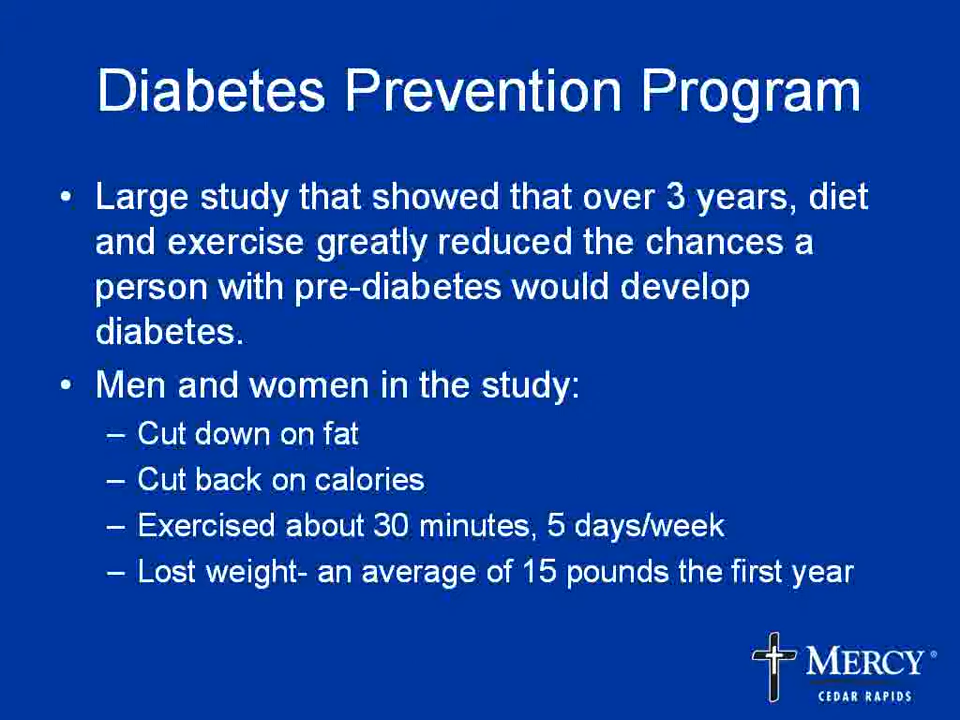 Diabetes Prevention Program
• Large study that showed that over 3 years, diet
and exercise greatly reduced the chances a
person with pre-diabetes would develop
diabetes.
• Men and women in the study:
– Cut down on fat
– Cut back on calories
– Exercised about 30 minutes, 5 days/week
– Lost weight- an average of 15 pounds the first year
MERCY®
CEDAR RAPIDS